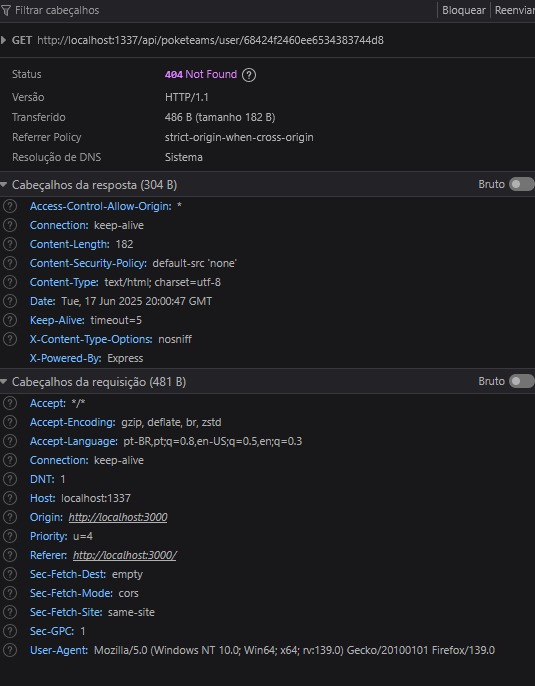 Filtrar cabeçalhos Bloquear Reenviar
GET http://localhost:1337/api/poketeams/user/68424f2460ee6534383744d8
Status 404 Not Found ?
Versão HTTP/1.1
Transferido 486 B (tamanho 182 B)
Referrer Policy strict-origin-when-cross-origin
Resolução de DNS Sistema
Cabeçalhos da resposta (304 B) Bruto
? Access-Control-Allow-Origin: *
? Connection: keep-alive
? Content-Length: 182
? Content-Security-Policy: default-src 'none'
? Content-Type: text/html; charset=utf-8
? Date: Tue, 17 Jun 2025 20:00:47 GMT
? Keep-Alive: timeout=5
? X-Content-Type-Options: nosniff
X-Powered-By: Express
Cabeçalhos da requisição (481 B) Bruto
? Accept: */*
? Accept-Encoding: gzip, deflate, br, zstd
? Accept-Language: pt-BR,pt;q=0.8,en-US;q=0.5,en;q=0.3
? Connection: keep-alive
? DNT: 1
? Host: localhost:1337
? Origin: http://localhost:3000
? Priority: u=4
? Referer: http://localhost:3000/
? Sec-Fetch-Dest: empty
? Sec-Fetch-Mode: cors
? Sec-Fetch-Site: same-site
? Sec-GPC: 1
? User-Agent: Mozilla/5.0 (Windows NT 10.0; Win64; x64; rv:139.0) Gecko/20100101 Firefox/139.0